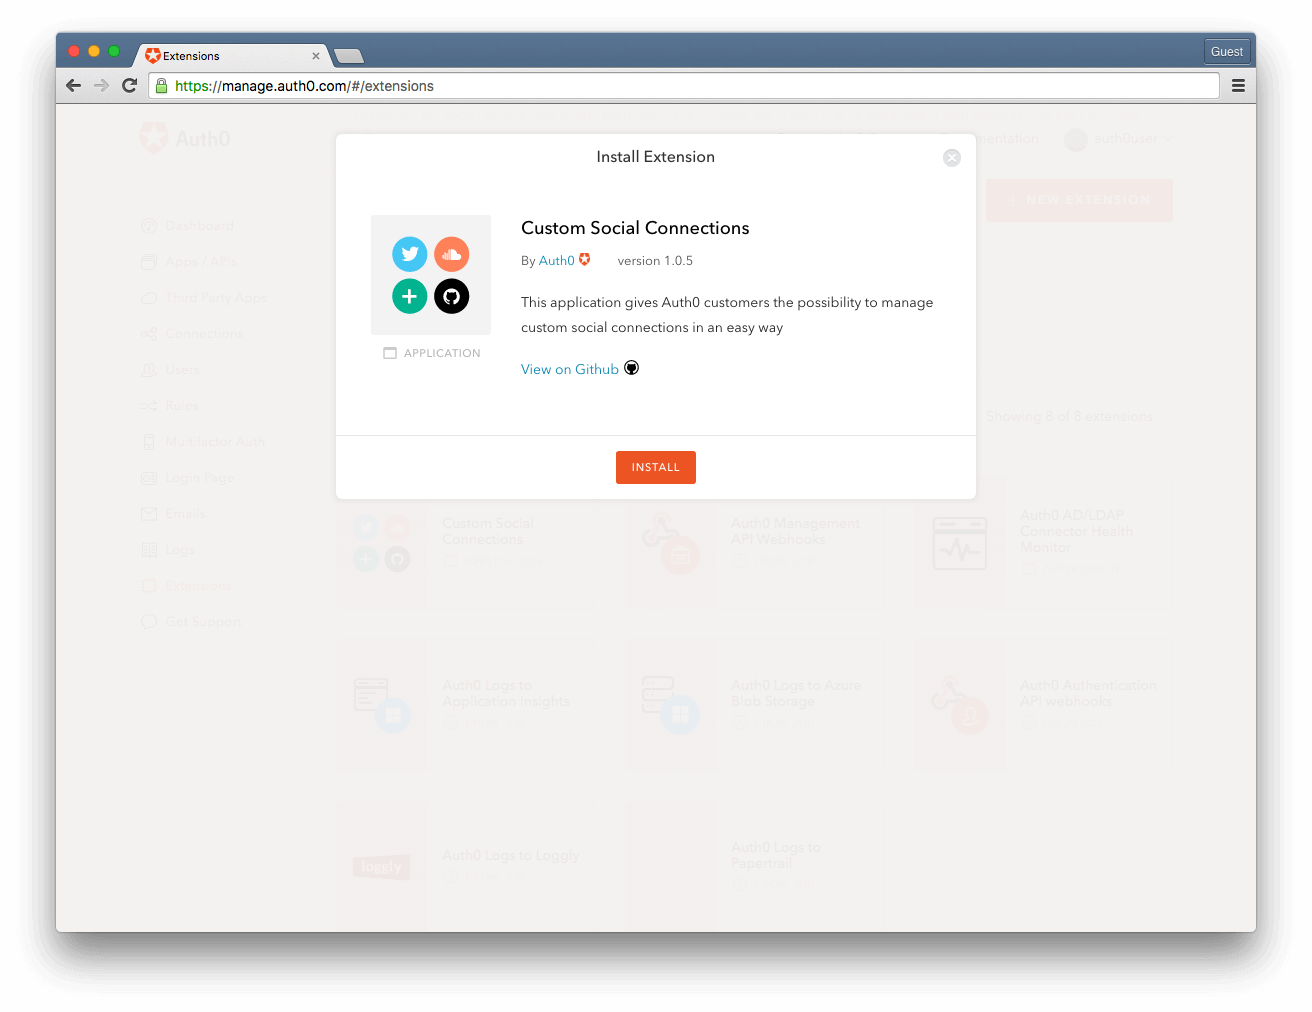 Extensions
Guest
https://manage.auth0.com/#/extensions
Auth0
Install Extension
mentation
auth0user
NEW EXTENSION
Custom Social Connections
By Auth0
version 1.0.5
This application gives Auth0 customers the possibility to manage
custom social connections in an easy way
APPLICATION
View on Github
INSTALL
Dashboard
Apps / APIs
Third Party Apps
Connections
Users
Rules
Multifactor Auth
Login Page
Emails
Logs
Extensions
Get Support
Showing 8 of 8 extensions
Custom Social
Connections
Auth0 Management
API Webhooks
Auth0 AD/LDAP
Connector Health
Monitor
Auth0 Logs to
Application Insights
Auth0 Logs to Azure
Blob Storage
Auth0 Authentication
API webhooks
loggly
Auth0 Logs to Loggly
Auth0 Logs to
Papertrail